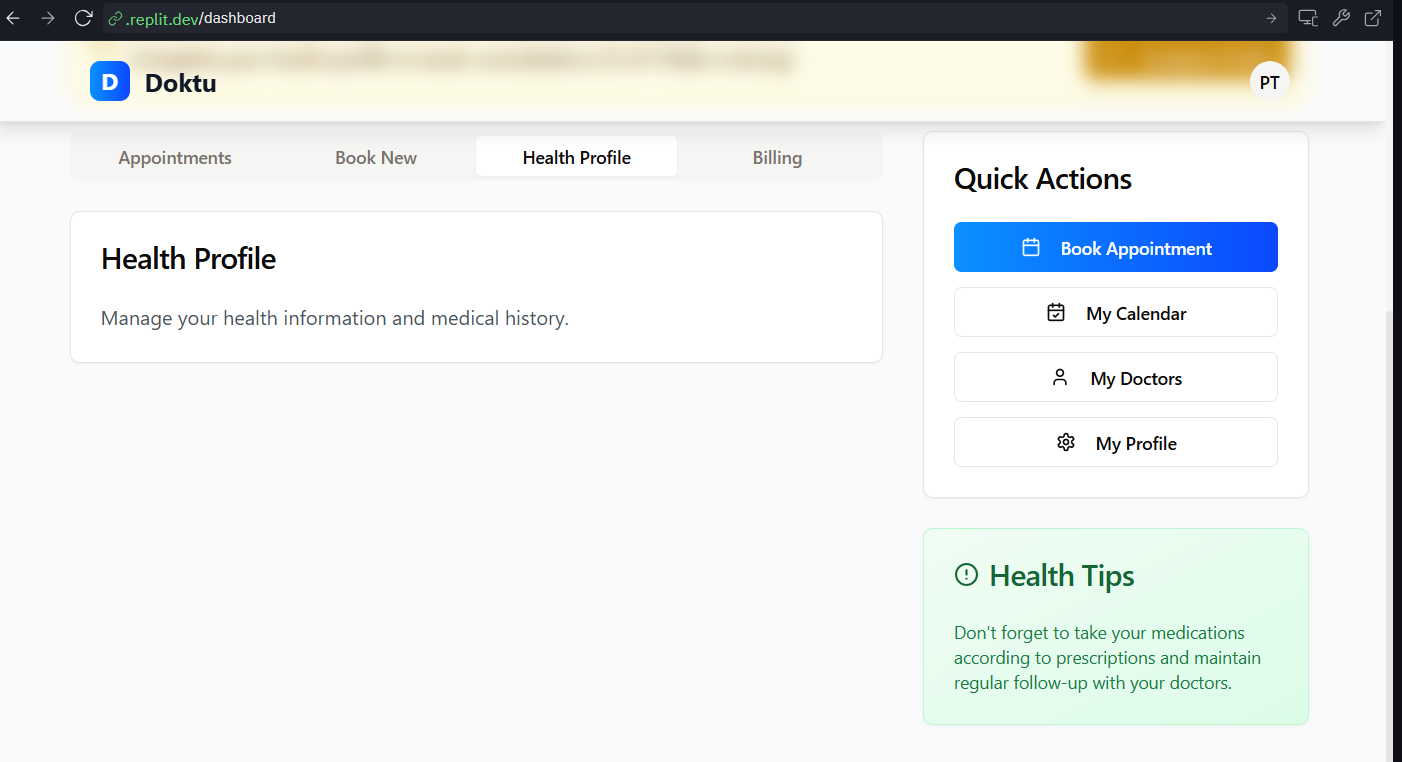 .replit.dev/dashboard
D Doktu
PT
Appointments Book New Health Profile Billing
Health Profile
Manage your health information and medical history.
Quick Actions
Book Appointment
My Calendar
My Doctors
My Profile
Health Tips
Don't forget to take your medications
according to prescriptions and maintain
regular follow-up with your doctors.